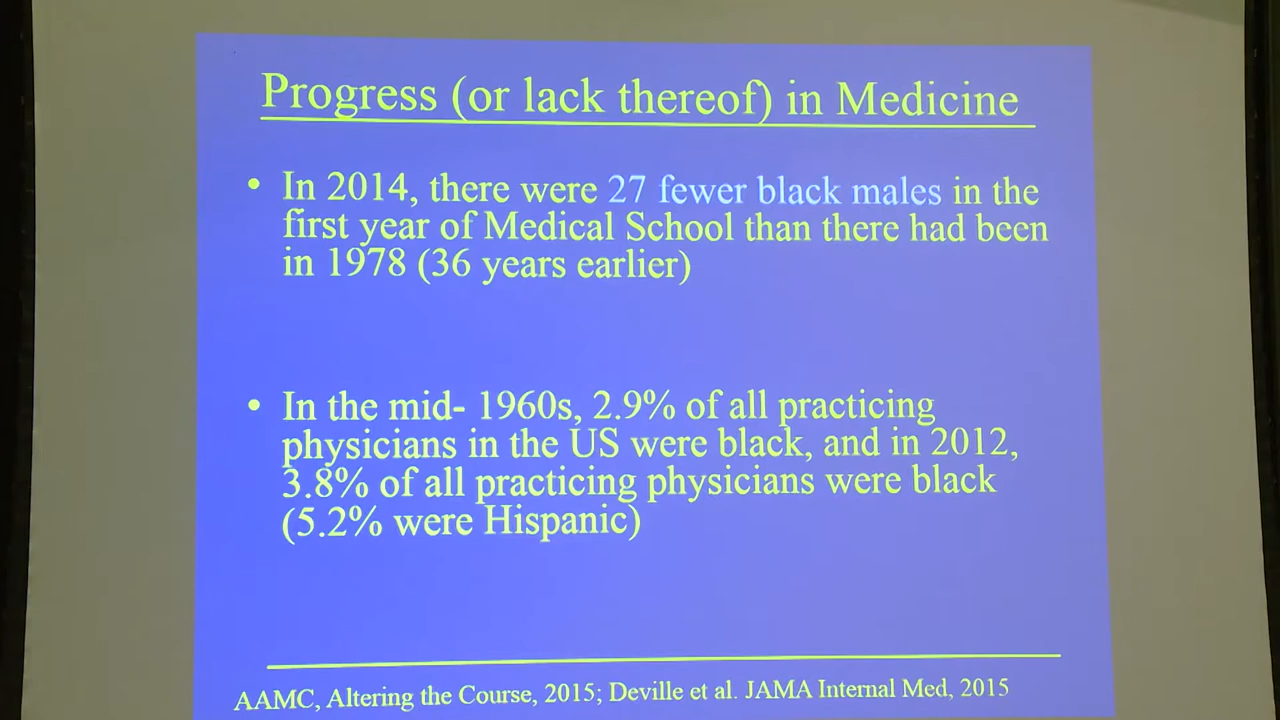 Progress (or lack thereof) in Medicine
• In 2014, there were 27 fewer black males in the
first year of Medical School than there had been
in 1978 (36 years earlier)
• In the mid- 1960s, 2.9% of all practicing
physicians in the US were black, and in 2012,
3.8% of all practicing physicians were black
(5.2% were Hispanic)
AAMC, Altering the Course, 2015; Deville et al. JAMA Internal Med, 2015